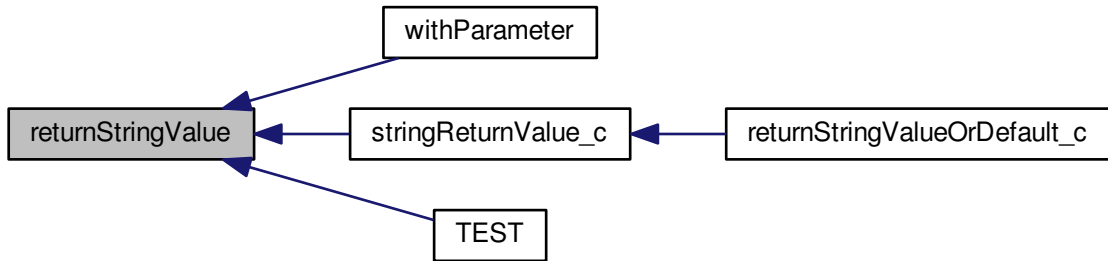 withParameter
returnStringValue
stringReturnValue_c
returnStringValueOrDefault_c
TEST